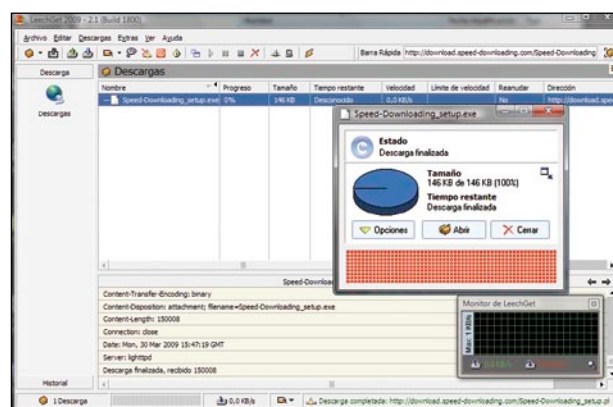 LeechGet 2009 - 2.1 (Build 1800)
Archivo Editar Descargas Extras Ver Ayuda
Barra Rápida http://download.speed-downloading.com/Speed-Downloading
Descarga
Descargas
Nombre Progreso Tamaño Tiempo restante Velocidad Límite de velocidad Reanudar Dirección
Speed-Downloading_setup.exe 0% 146 KB Desconocido 0,0 KB/s No http://download.spee
Descargas
Speed-Downloading_setup.exe
Estado
Descarga finalizada
Tamaño
146 KB de 146 KB (100%)
Tiempo restante
Descarga finalizada
Opciones Abrir Cerrar
Speed-Downlo
Content-Transfer-Encoding: binary
Content-Disposition: attachment; filename=Speed-Downloading_setup.exe
Content-Length: 150008
Connection: close
Date: Mon, 30 Mar 2009 15:47:19 GMT
Server: lighttpd
Descarga finalizada, recibido 150008
Monitor de LeechGet
Max: 1 KB/s
Historial
1 Descarga 0,0 KB/s Descarga completada: http://download.speed-downloading.com/Speed-Downloading_setup.p